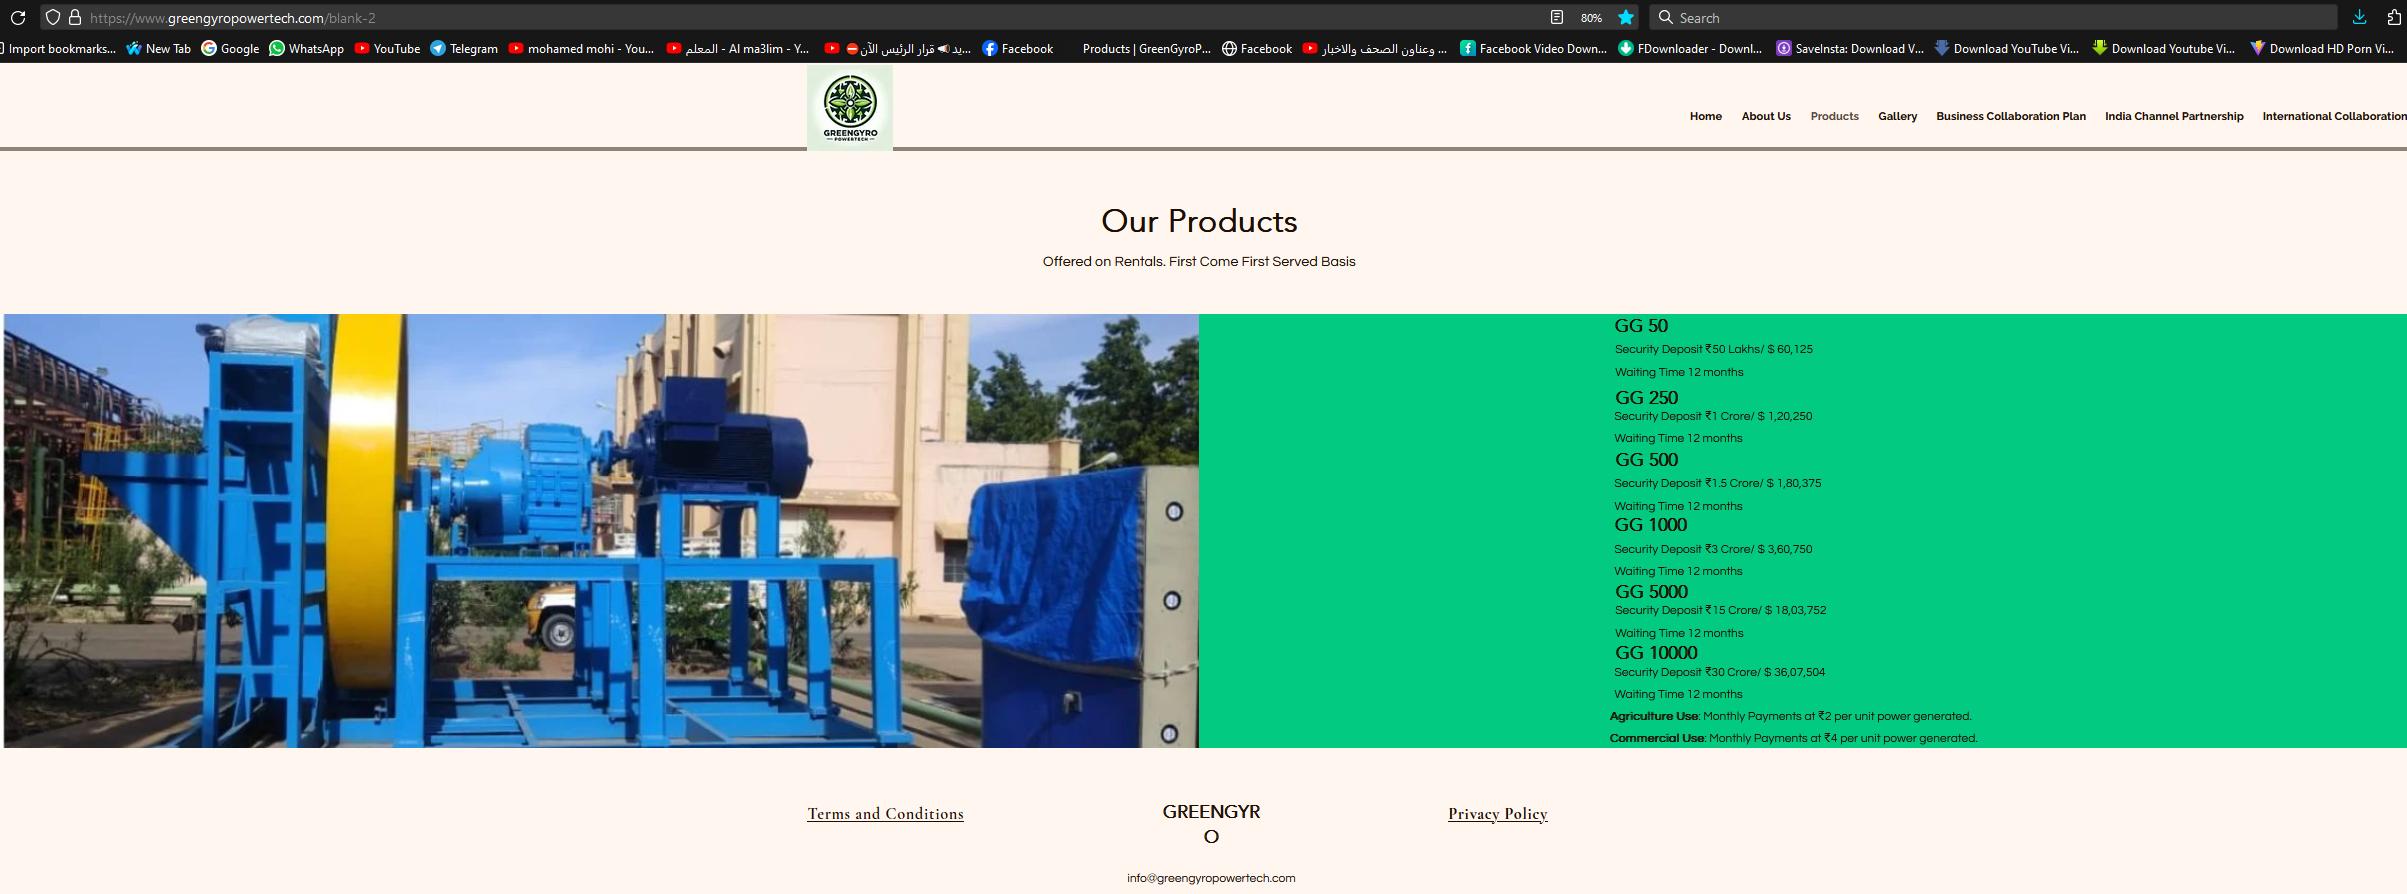 https://www.greengyropowertech.com/blank-2
80%
Search
Import bookmarks...
New Tab
Google
WhatsApp
YouTube
Telegram
mohamed mohi - You...
المعلم - Al ma3lim - Y...
يد... 📢 قرار الرئيس الآن⛔
Facebook
Products | GreenGyroP...
Facebook
وعناون الصحف والاخبار ...
Facebook Video Down...
FDownloader - Downl...
SaveInsta: Download V...
Download YouTube Vi...
Download Youtube Vi...
Download HD Porn Vi...
GREENGYRO
POWERTECH
Home
About Us
Products
Gallery
Business Collaboration Plan
India Channel Partnership
International Collaboration
Our Products
Offered on Rentals. First Come First Served Basis
GG 50
Security Deposit ₹50 Lakhs/ $ 60,125
Waiting Time 12 months
GG 250
Security Deposit ₹1 Crore/ $ 1,20,250
Waiting Time 12 months
GG 500
Security Deposit ₹1.5 Crore/ $ 1,80,375
Waiting Time 12 months
GG 1000
Security Deposit ₹3 Crore/ $ 3,60,750
Waiting Time 12 months
GG 5000
Security Deposit ₹15 Crore/ $ 18,03,752
Waiting Time 12 months
GG 10000
Security Deposit ₹30 Crore/ $ 36,07,504
Waiting Time 12 months
Agriculture Use: Monthly Payments at ₹2 per unit power generated.
Commercial Use: Monthly Payments at ₹4 per unit power generated.
Terms and Conditions
GREENGYR
O
Privacy Policy
info@greengyropowertech.com